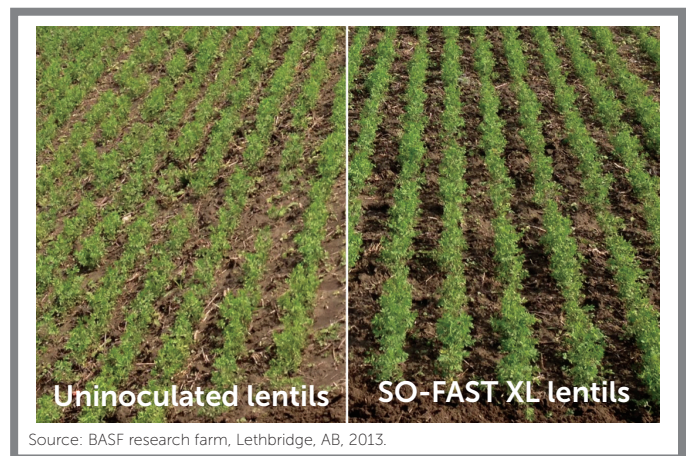 Uninoculated lentils
SO-FAST XL lentils
Source: BASF research farm, Lethbridge, AB, 2013.